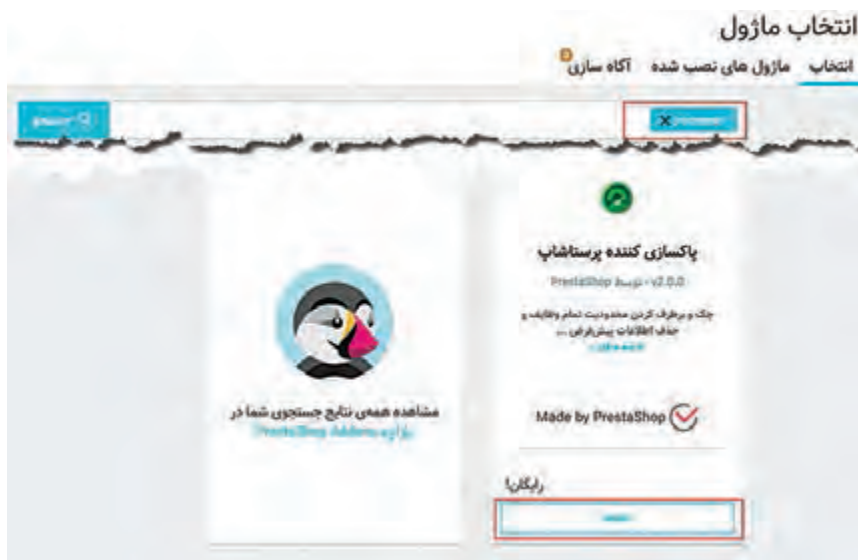 انتخاب ماژول
انتخاب ماژول های نصب شده آگاه سازی
پاکسازی کننده پرستاشاپ
v2.0.0 - توسط PrestaShop
چک و برطرف کردن محدودیت تمام وظایف و
حذف اطلاعات پیش‌فرض ...
Made by PrestaShop
رایگان!
مشاهده همه‌ی نتایج جستجوی شما در
PrestaShop Addons